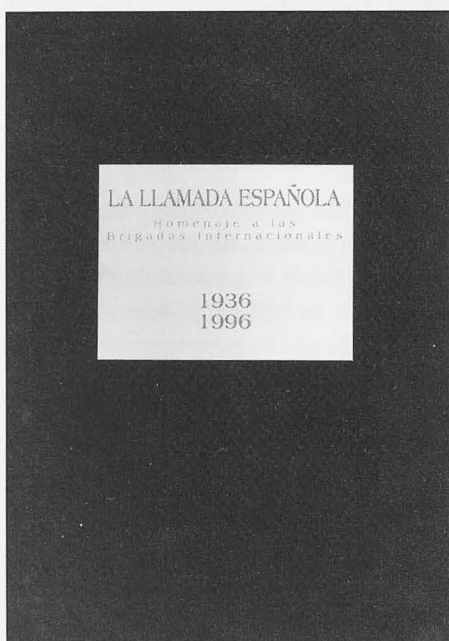 LA LLAMADA ESPAÑOLA
Homenaje a las
Brigadas Internacionales
1936
1996